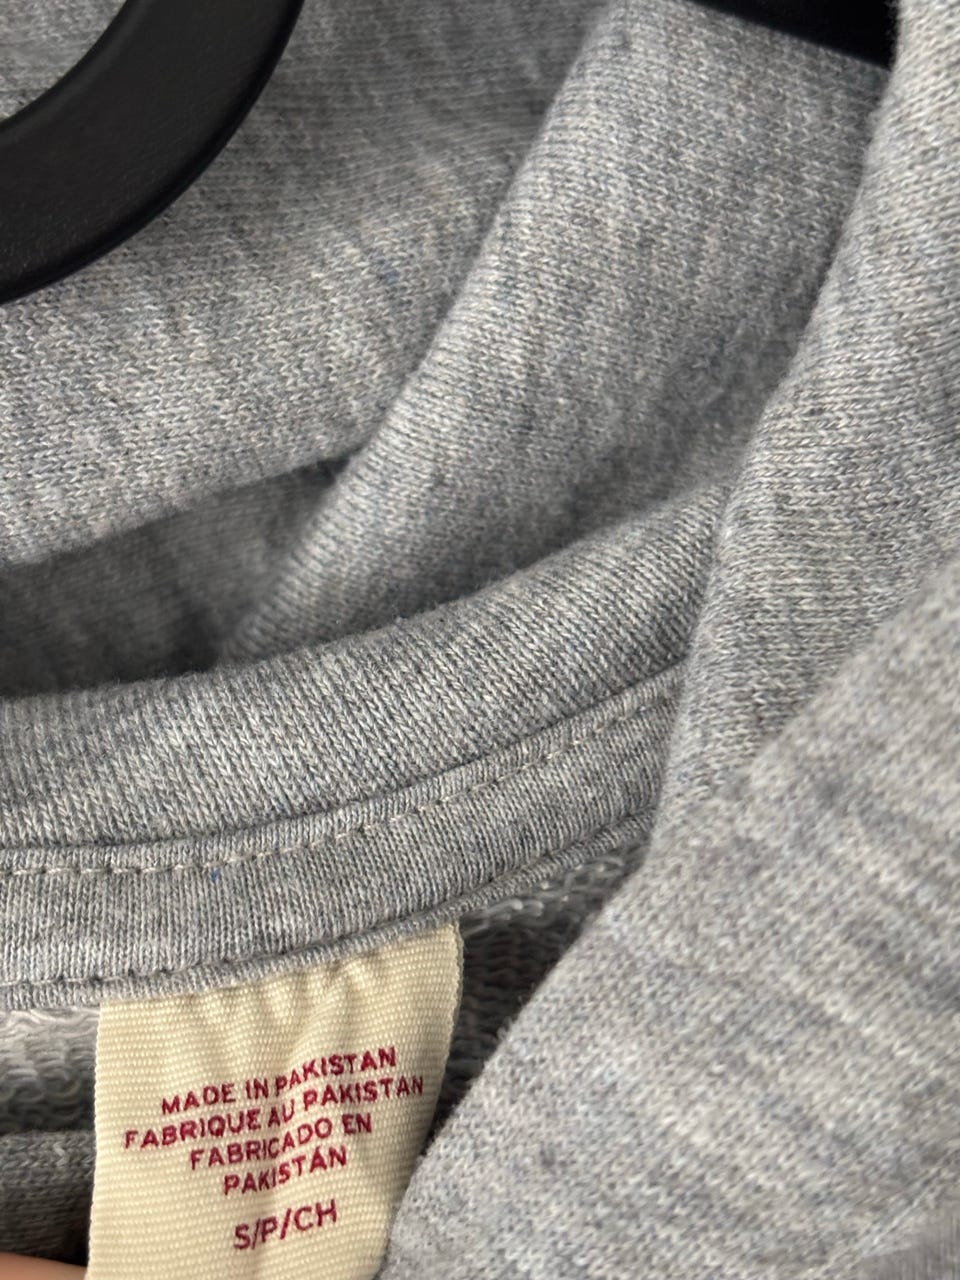 MADE IN PAKISTAN
FABRIQUE AU PAKISTAN
FABRICADO EN
PAKISTÁN
S/P/CH